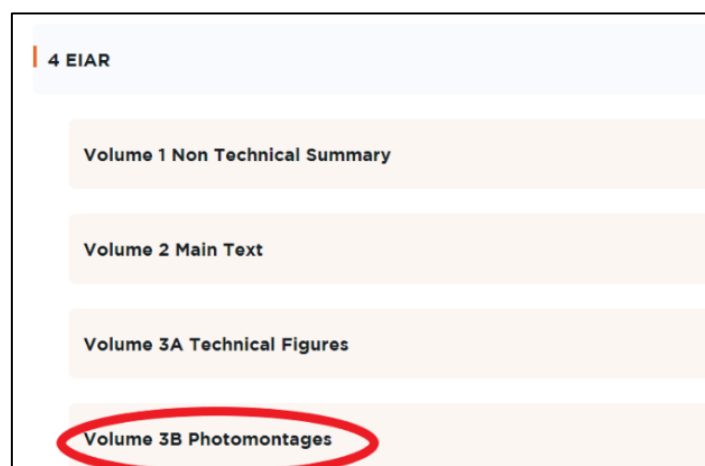 4 EIAR
Volume 1 Non Technical Summary
Volume 2 Main Text
Volume 3A Technical Figures
Volume 3B Photomontages